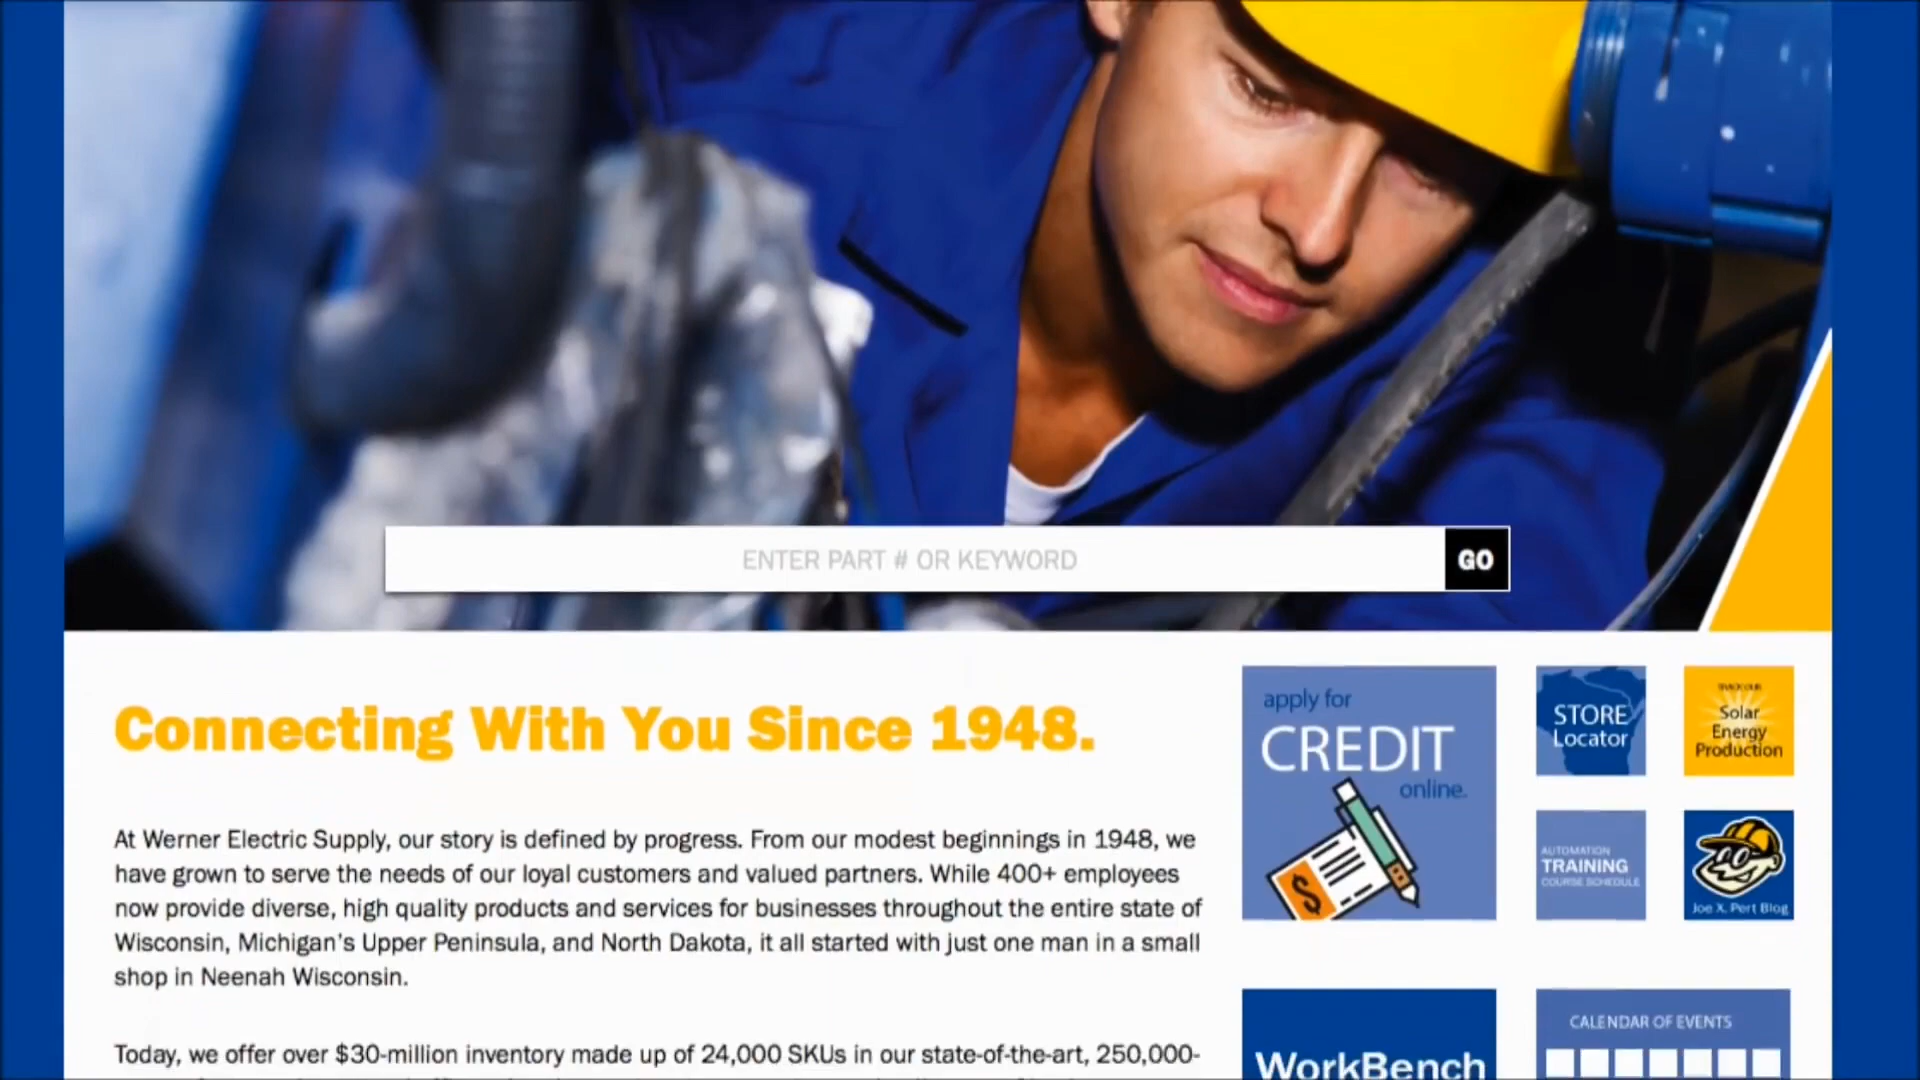 ENTER PART # OR KEYWORD
GO
Connecting With You Since 1948.
At Werner Electric Supply, our story is defined by progress. From our modest beginnings in 1948, we
have grown to serve the needs of our loyal customers and valued partners. While 400+ employees
now provide diverse, high quality products and services for businesses throughout the entire state of
Wisconsin, Michigan's Upper Peninsula, and North Dakota, it all started with just one man in a small
shop in Neenah Wisconsin.
Today, we offer over $30-million inventory made up of 24,000 SKUs in our state-of-the-art, 250,000-
apply for
CREDIT
online.
$
STORE
Locator
Solar
Energy
Production
AUTOMATION
TRAINING
COURSE SCHEDULE
Joe X. Pert Blog
WorkBench
CALENDAR OF EVENTS